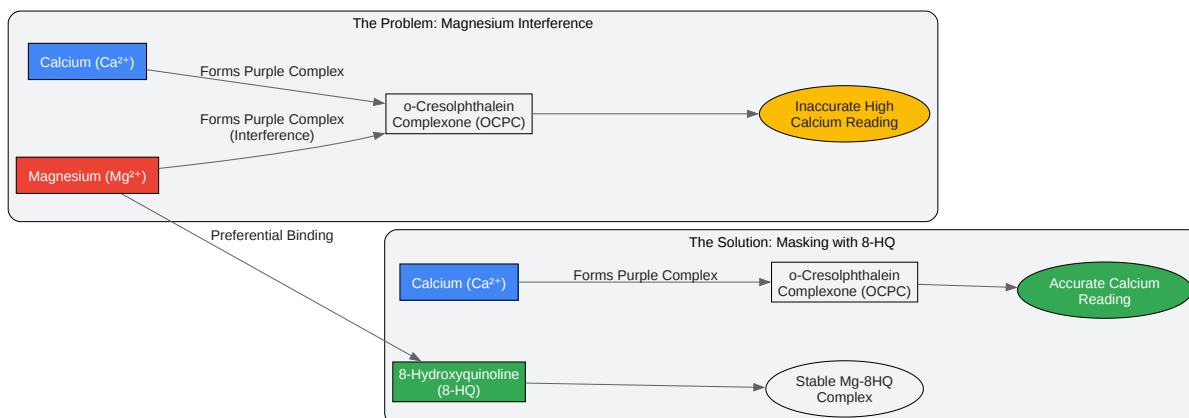 The Problem: Magnesium Interference
Calcium (Ca²⁺)
Forms Purple Complex
Forms Purple Complex
(Interference)
o-Cresolphthalein
Complexone (OCPC)
Inaccurate High
Calcium Reading
Magnesium (Mg²⁺)
Preferential Binding
The Solution: Masking with 8-HQ
Calcium (Ca²⁺)
Forms Purple Complex
o-Cresolphthalein
Complexone (OCPC)
Accurate Calcium
Reading
8-Hydroxyquinoline
(8-HQ)
Stable Mg-8HQ
Complex